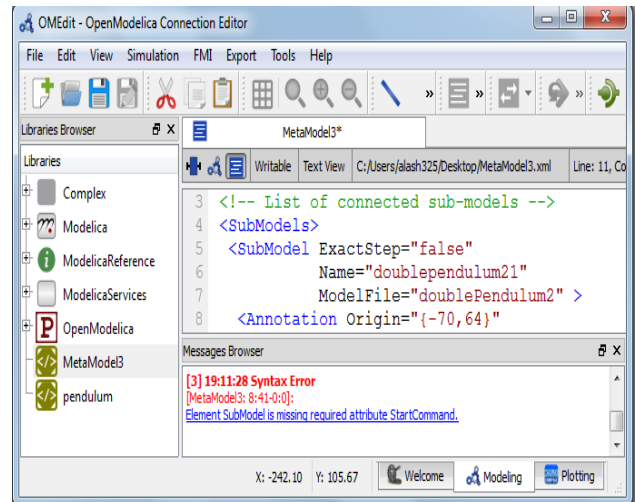 OMEdit - OpenModelica Connection Editor
File Edit View Simulation FMI Export Tools Help
Libraries Browser
MetaModel3*
Libraries
Writable Text View C:/Users/alash325/Desktop/MetaModel3.xml Line: 11, Co
Complex
Modelica
ModelicaReference
ModelicaServices
OpenModelica
MetaModel3
pendulum
3 <!-- List of connected sub-models -->
4 <SubModels>
5 <SubModel ExactStep="false"
6 Name="doublependulum21"
7 ModelFile="doublePendulum2" >
8 <Annotation Origin="{-70,64}"
Messages Browser
[3] 19:11:28 Syntax Error
[MetaModel3: 8:41-0:0]:
Element SubModel is missing required attribute StartCommand.
X: -242.10 Y: 105.67 Welcome Modeling Plotting